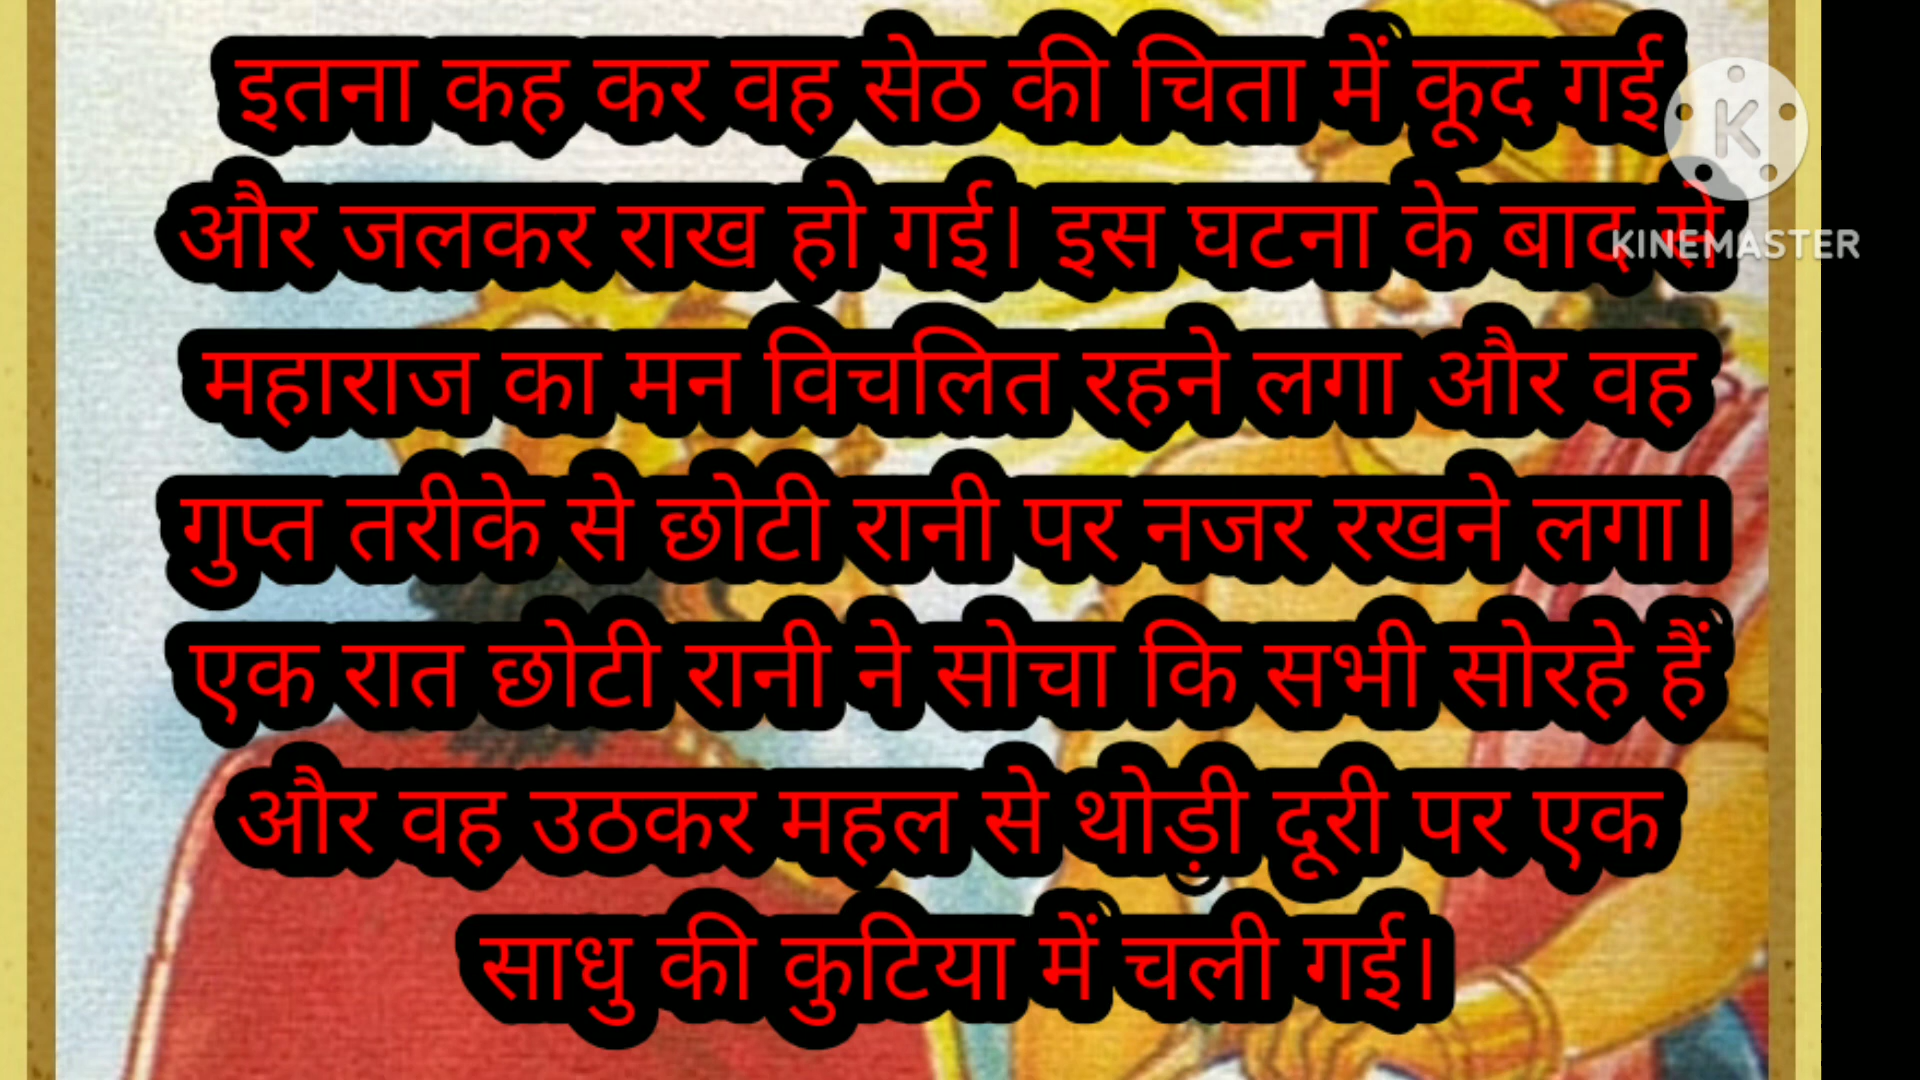 इतना कह कर वह सेठ की चिता में कूद गई
और जलकर राख हो गई। इस घटना के बाद से
महाराज का मन विचलित रहने लगा और वह
गुप्त तरीके से छोटी रानी पर नजर रखने लगा।
एक रात छोटी रानी ने सोचा कि सभी सोरहे हैं
और वह उठकर महल से थोड़ी दूरी पर एक
साधु की कुटिया में चली गई।
K
KINEMASTER